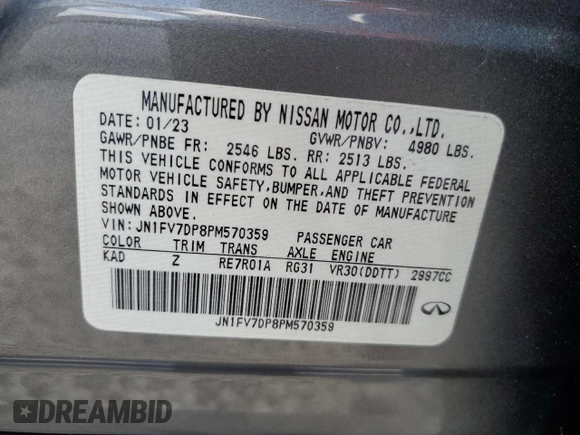 MANUFACTURED BY NISSAN MOTOR CO.,LTD.
DATE: 01/23 GVWR/PNBV: 4980 LBS.
GAWR/PNBE FR: 2546 LBS. RR: 2513 LBS.
THIS VEHICLE CONFORMS TO ALL APPLICABLE FEDERAL
MOTOR VEHICLE SAFETY,BUMPER,AND THEFT PREVENTION
STANDARDS IN EFFECT ON THE DATE OF MANUFACTURE
SHOWN ABOVE.
VIN: JN1FV7DP8PM570359 PASSENGER CAR
COLOR TRIM TRANS AXLE ENGINE
KAD Z RE7R01A RG31 VR30(DDTT) 2997CC
JN1FV7DP8PM570359
DREAMBID